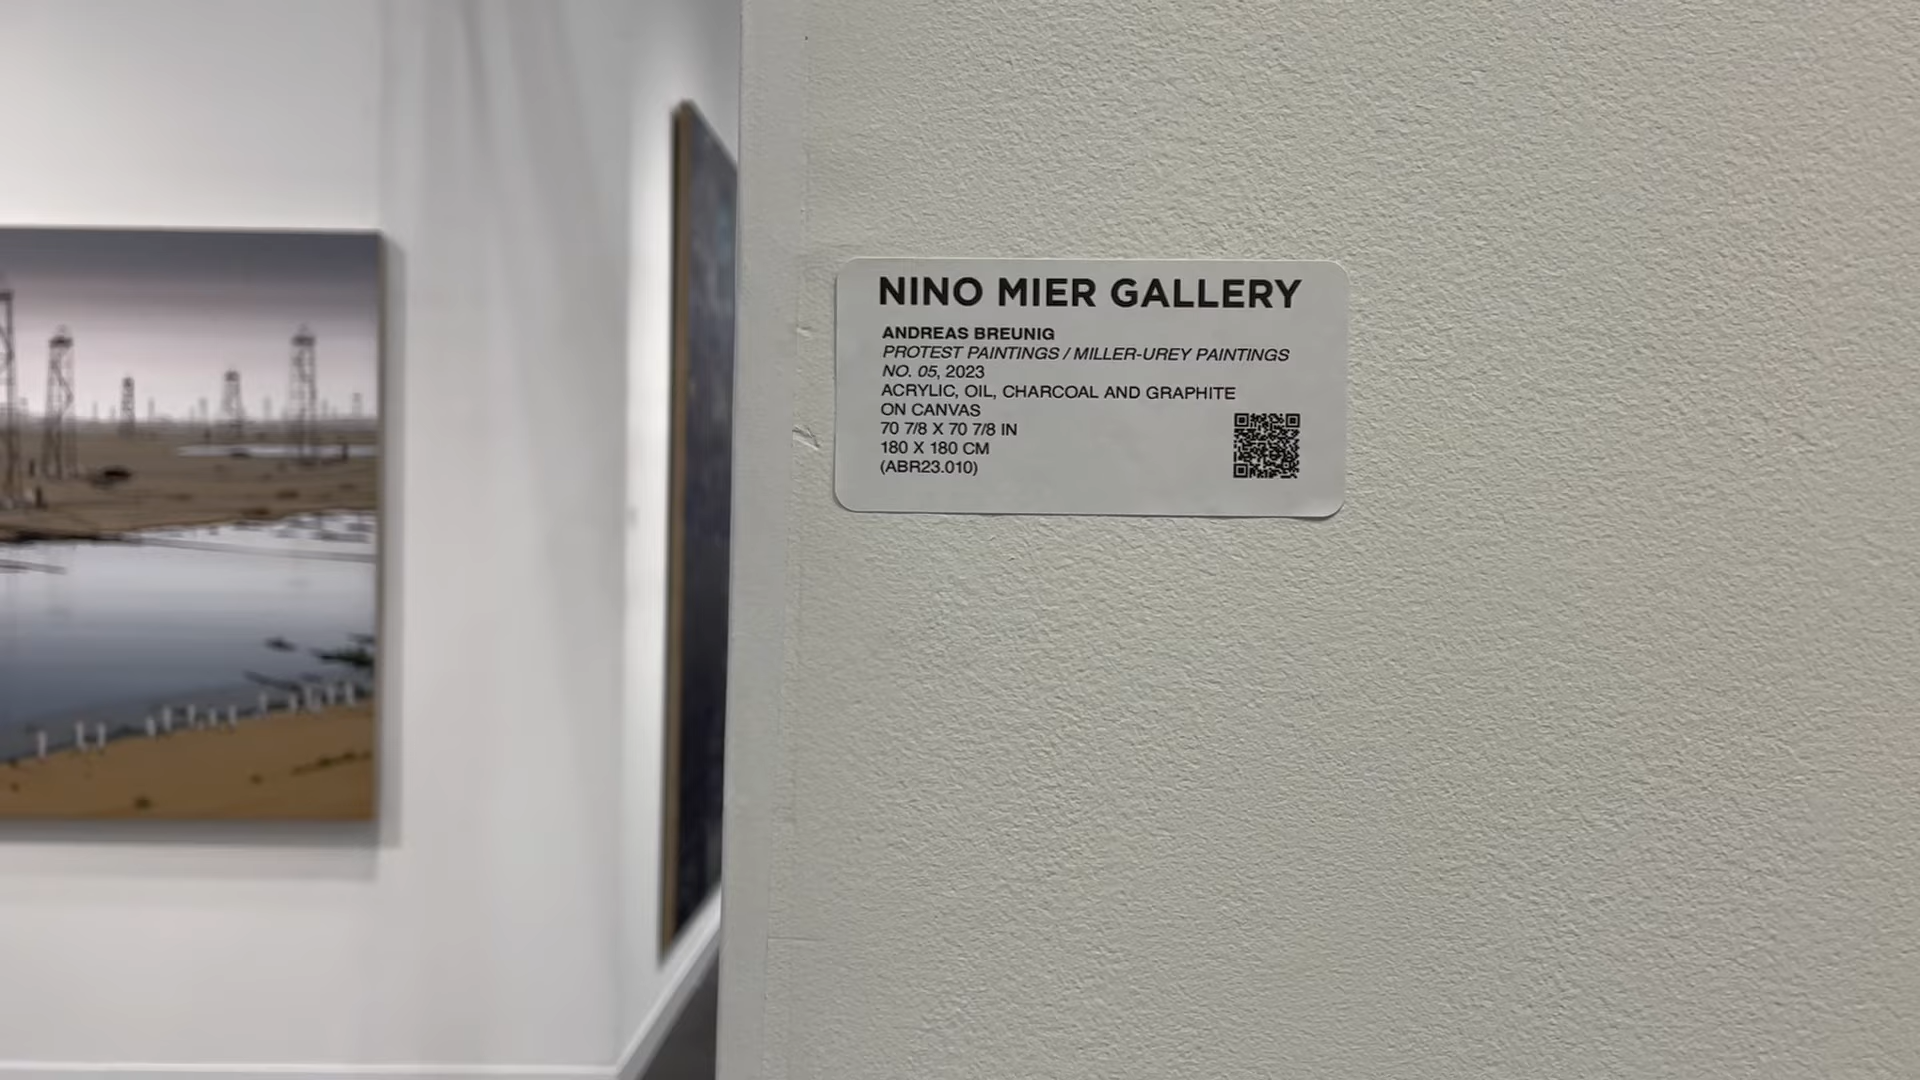 NINO MIER GALLERY
ANDREAS BREUNIG
PROTEST PAINTINGS / MILLER-UREY PAINTINGS
NO. 05, 2023
ACRYLIC, OIL, CHARCOAL AND GRAPHITE
ON CANVAS
70 7/8 X 70 7/8 IN
180 X 180 CM
(ABR23.010)